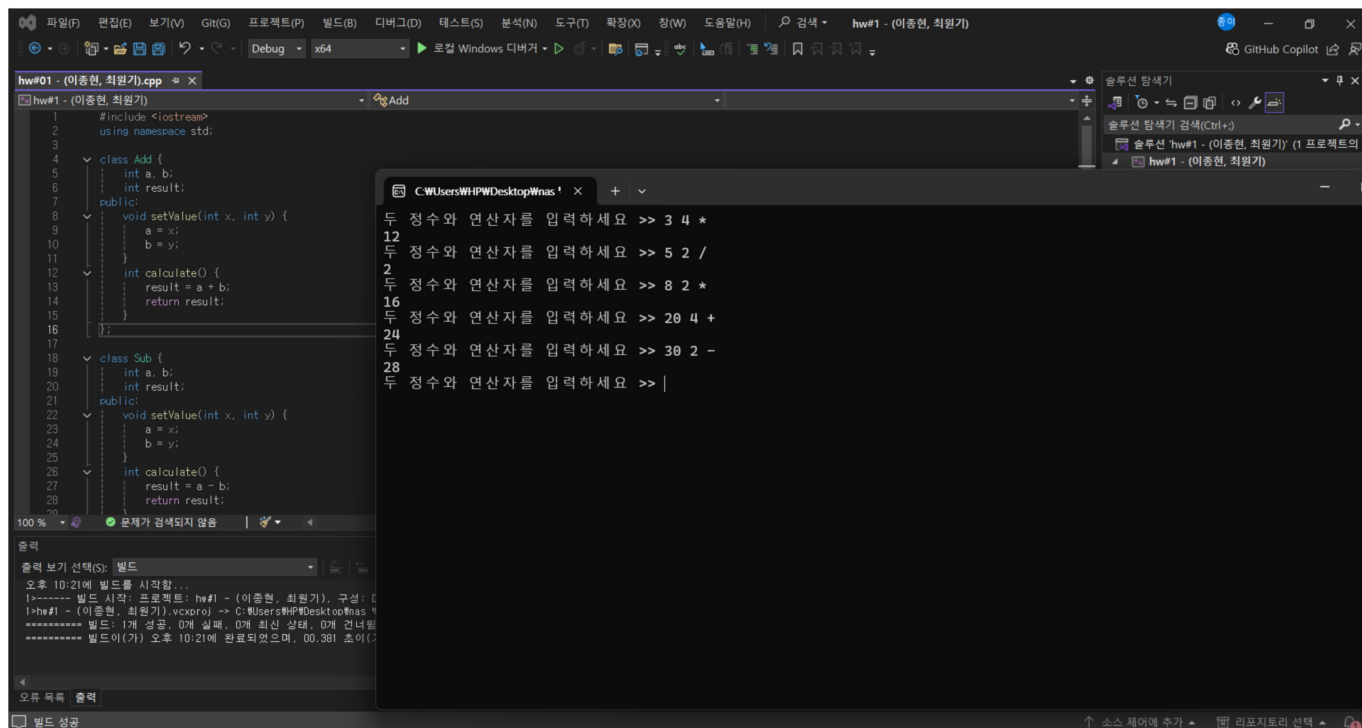 파일(F) 편집(E) 보기(V) Git(G) 프로젝트(P) 빌드(B) 디버그(D) 테스트(S) 분석(N) 도구(T) 확장(X) 창(W) 도움말(H) 검색 hw#1 - (이종현, 최원기) 종이
Debug x64 로컬 Windows 디버거 GitHub Copilot
hw#01 - (이종현, 최원기).cpp
hw#1 - (이종현, 최원기) Add
1 #include <iostream>
2 using namespace std;
3
4 class Add {
5 int a, b;
6 int result;
7 public:
8 void setValue(int x, int y) {
9 a = x;
10 b = y;
11 }
12 int calculate() {
13 result = a + b;
14 return result;
15 }
16 };
17
18 class Sub {
19 int a, b;
20 int result;
21 public:
22 void setValue(int x, int y) {
23 a = x;
24 b = y;
25 }
26 int calculate() {
27 result = a - b;
28 return result;
29 }
100 % 문제가 검색되지 않음
출력
출력 보기 선택(S): 빌드
오후 10:21에 빌드를 시작함...
1>------ 빌드 시작: 프로젝트: hw#1 - (이종현, 최원기), 구성:
1>hw#1 - (이종현, 최원기).vcxproj -> C:₩Users₩HP₩Desktop₩nas
========== 빌드: 1개 성공, 0개 실패, 0개 최신 상태, 0개 건너뜀
========== 빌드이(가) 오후 10:21에 완료되었으며, 00.381 초이(가
오류 목록 출력
빌드 성공
C:₩Users₩HP₩Desktop₩nas
두 정수와 연산자를 입력하세요 >> 3 4 *
12
두 정수와 연산자를 입력하세요 >> 5 2 /
2
두 정수와 연산자를 입력하세요 >> 8 2 *
16
두 정수와 연산자를 입력하세요 >> 20 4 +
24
두 정수와 연산자를 입력하세요 >> 30 2 -
28
두 정수와 연산자를 입력하세요 >>
솔루션 탐색기
솔루션 탐색기 검색(Ctrl+;)
솔루션 'hw#1 - (이종현, 최원기)' (1 프로젝트의
hw#1 - (이종현, 최원기)
소스 제어에 추가 리포지토리 선택